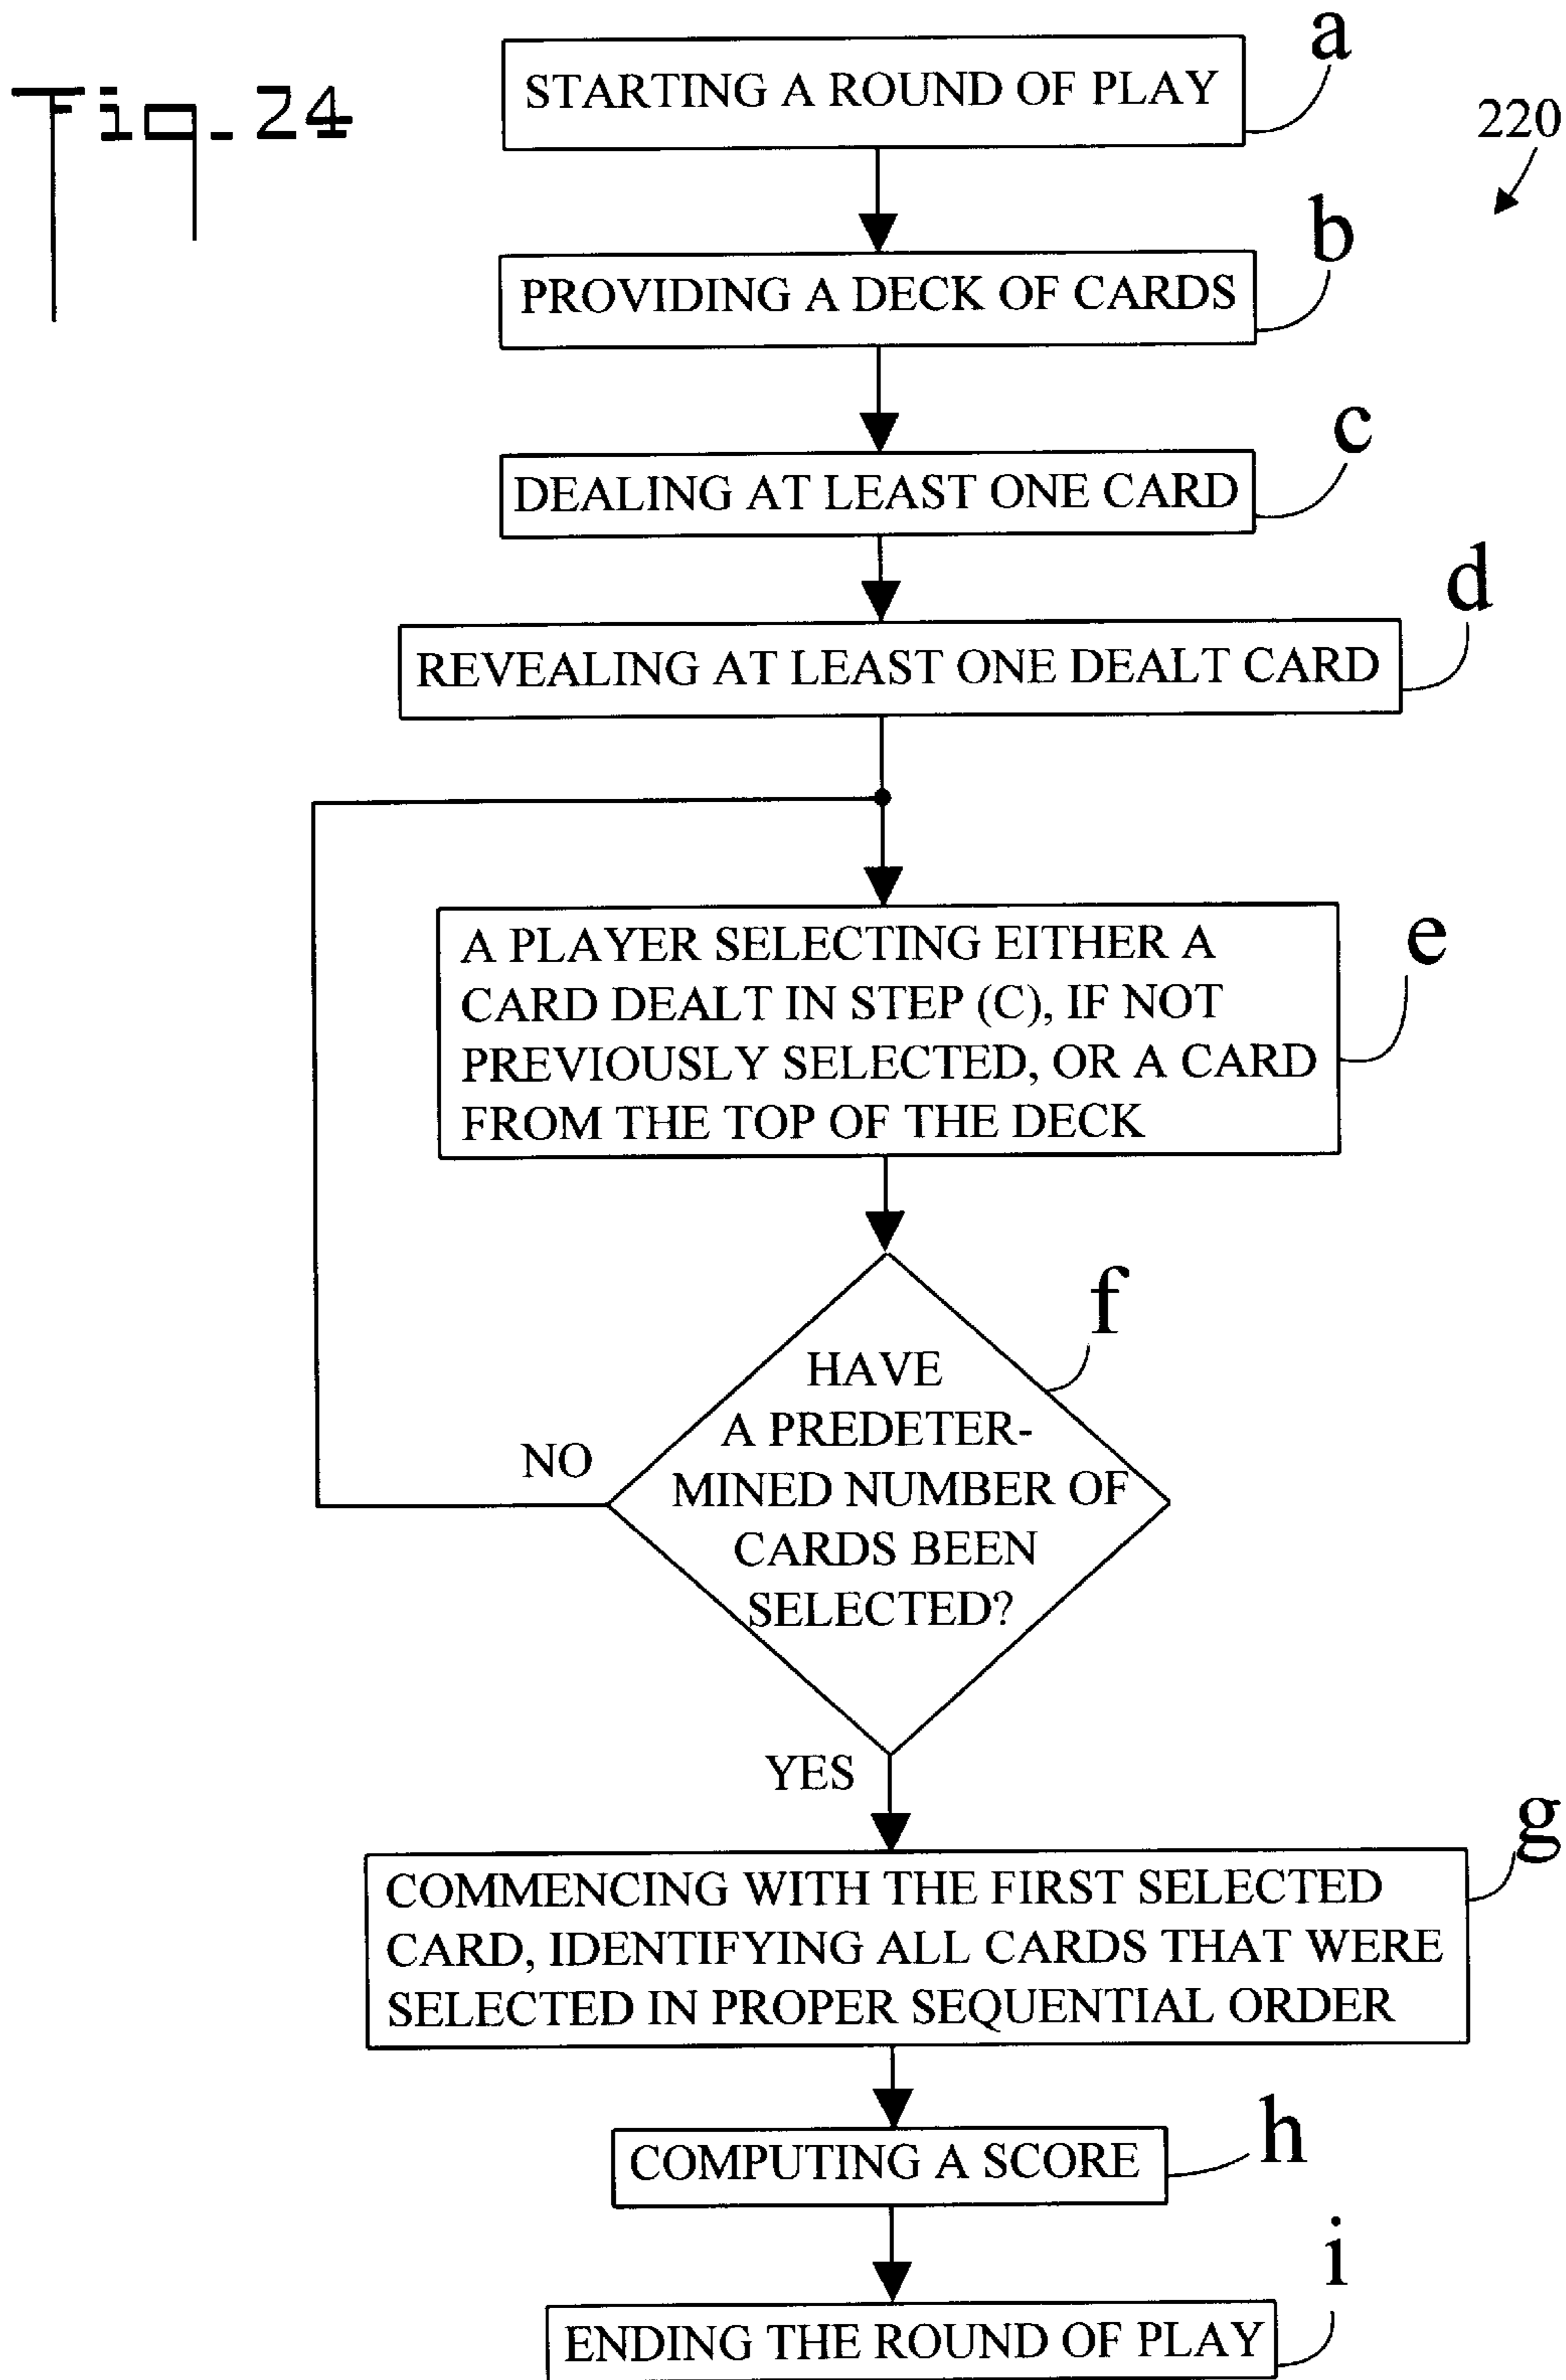 Fig. 24
220
a
STARTING A ROUND OF PLAY
b
PROVIDING A DECK OF CARDS
c
DEALING AT LEAST ONE CARD
d
REVEALING AT LEAST ONE DEALT CARD
e
A PLAYER SELECTING EITHER A
CARD DEALT IN STEP (C), IF NOT
PREVIOUSLY SELECTED, OR A CARD
FROM THE TOP OF THE DECK
f
HAVE
A PREDETER-
MINED NUMBER OF
CARDS BEEN
SELECTED?
NO
YES
g
COMMENCING WITH THE FIRST SELECTED
CARD, IDENTIFYING ALL CARDS THAT WERE
SELECTED IN PROPER SEQUENTIAL ORDER
h
COMPUTING A SCORE
i
ENDING THE ROUND OF PLAY